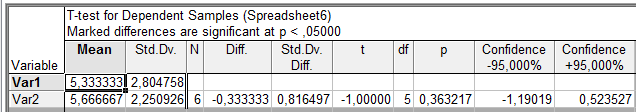 T-test for Dependent Samples (Spreadsheet6)
Marked differences are significant at p < ,05000
Variable Mean Std.Dv. N Diff. Std.Dv. Diff. t df p Confidence -95,000% Confidence +95,000%
Var1 5,333333 2,804758
Var2 5,666667 2,250926 6 -0,333333 0,816497 -1,00000 5 0,363217 -1,19019 0,523527